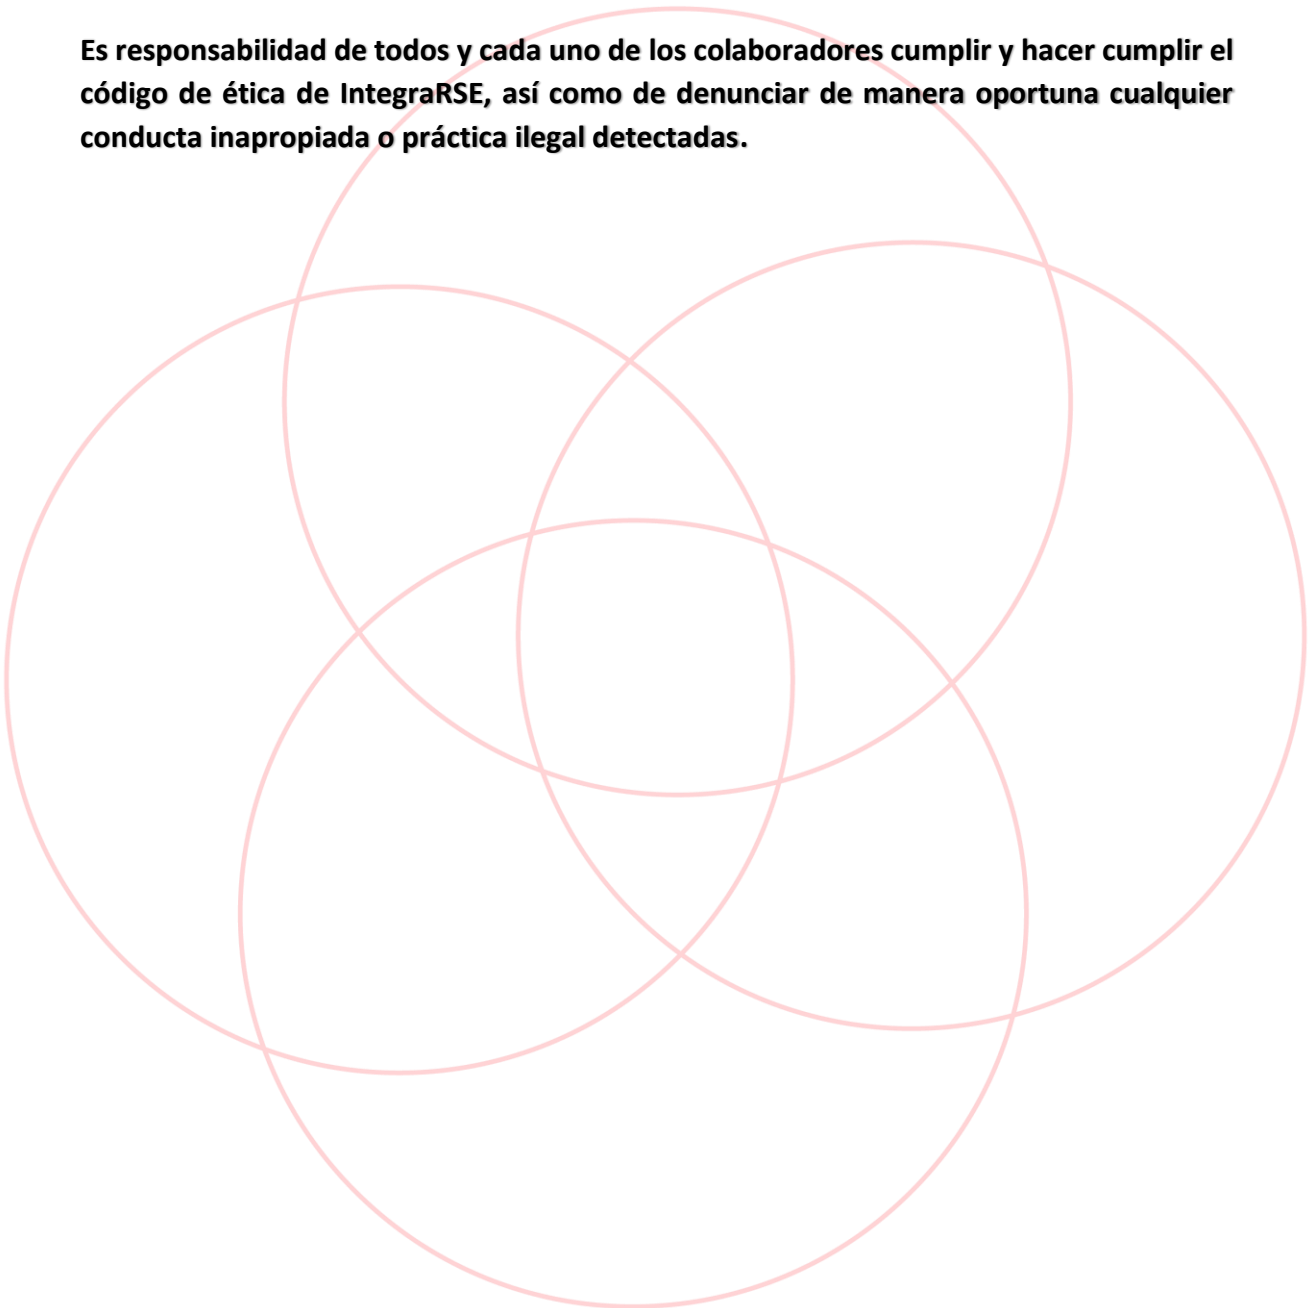 Es responsabilidad de todos y cada uno de los colaboradores cumplir y hacer cumplir el
código de ética de IntegraRSE, así como de denunciar de manera oportuna cualquier
conducta inapropiada o práctica ilegal detectadas.